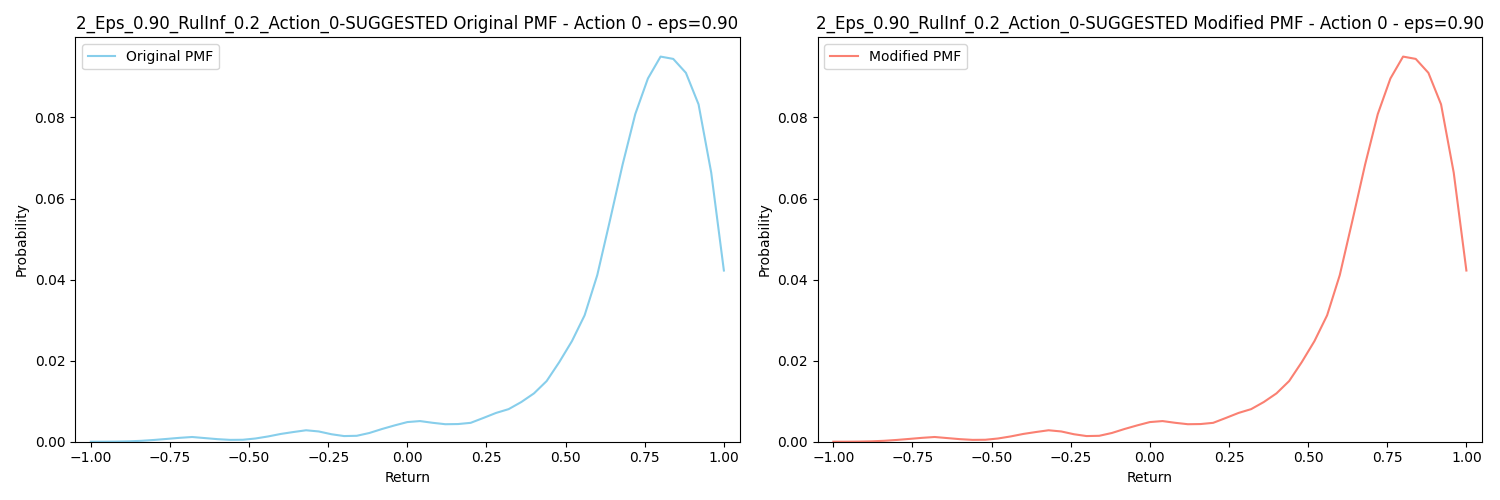 2_Eps_0.90_RulInf_0.2_Action_0-SUGGESTED Original PMF - Action 0 - eps=0.90
Original PMF
Probability
0.08
0.06
0.04
0.02
0.00
−1.00 −0.75 −0.50 −0.25 0.00 0.25 0.50 0.75 1.00
Return
2_Eps_0.90_RulInf_0.2_Action_0-SUGGESTED Modified PMF - Action 0 - eps=0.90
Modified PMF
Probability
0.08
0.06
0.04
0.02
0.00
−1.00 −0.75 −0.50 −0.25 0.00 0.25 0.50 0.75 1.00
Return